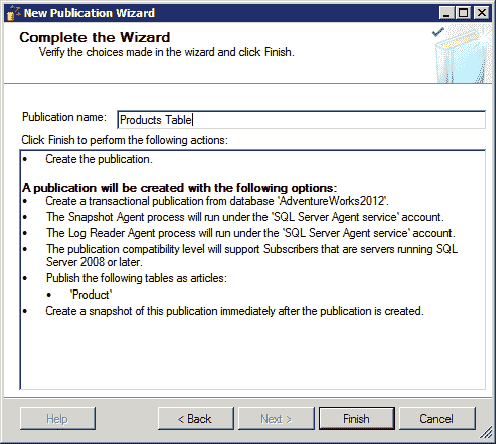 New Publication Wizard
Complete the Wizard
Verify the choices made in the wizard and click Finish.
Publication name: Products Table
Click Finish to perform the following actions:
• Create the publication.
A publication will be created with the following options:
• Create a transactional publication from database 'AdventureWorks2012'.
• The Snapshot Agent process will run under the 'SQL Server Agent service' account.
• The Log Reader Agent process will run under the 'SQL Server Agent service' account.
• The publication compatibility level will support Subscribers that are servers running SQL
Server 2008 or later.
• Publish the following tables as articles:
• 'Product'
• Create a snapshot of this publication immediately after the publication is created.
Help < Back Next > Finish Cancel